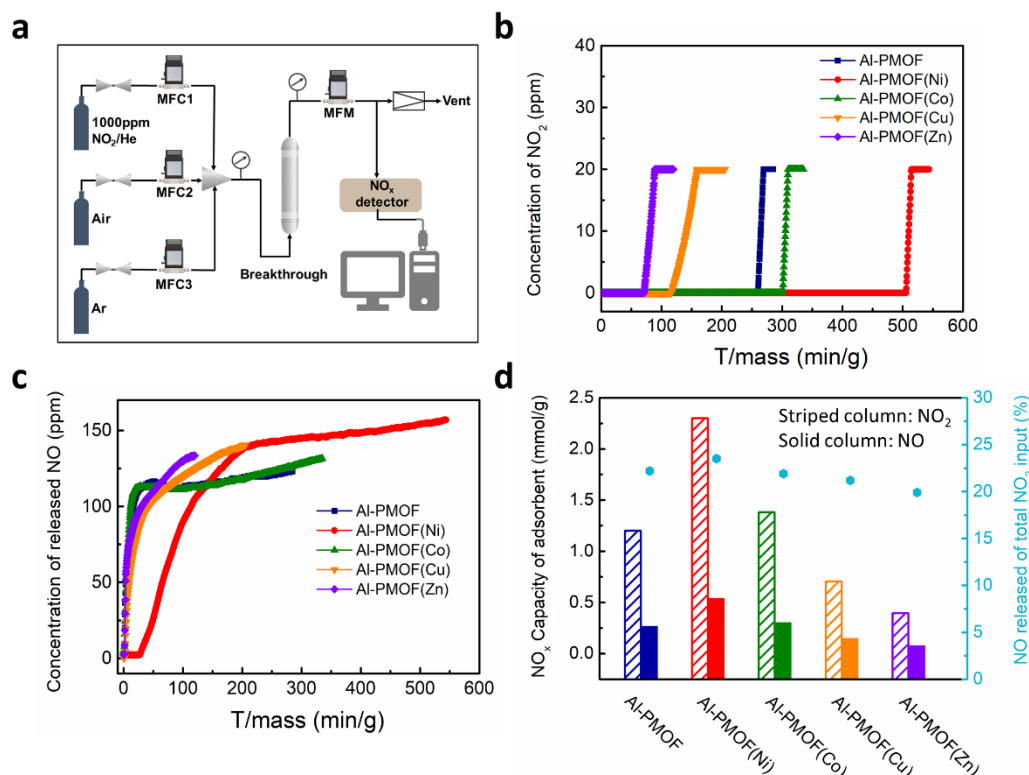 a
MFC1
1000ppm
NO₂/He
MFC2
Air
MFC3
Ar
MFM
Vent
NOₓ
detector
Breakthrough
b
Concentration of NO₂ (ppm)
40
30
20
10
0
Al-PMOF
Al-PMOF(Ni)
Al-PMOF(Co)
Al-PMOF(Cu)
Al-PMOF(Zn)
0 100 200 300 400 500 600
T/mass (min/g)
c
Concentration of released NO (ppm)
150
100
50
0
Al-PMOF
Al-PMOF(Ni)
Al-PMOF(Co)
Al-PMOF(Cu)
Al-PMOF(Zn)
0 100 200 300 400 500 600
T/mass (min/g)
d
NOₓ Capacity of adsorbent (mmol/g)
2.5
2.0
1.5
1.0
0.5
0.0
Striped column: NO₂
Solid column: NO
30
25
20
15
10
5
0
NO released of total NO₂ input (%)
Al-PMOF
Al-PMOF(Ni)
Al-PMOF(Co)
Al-PMOF(Cu)
Al-PMOF(Zn)